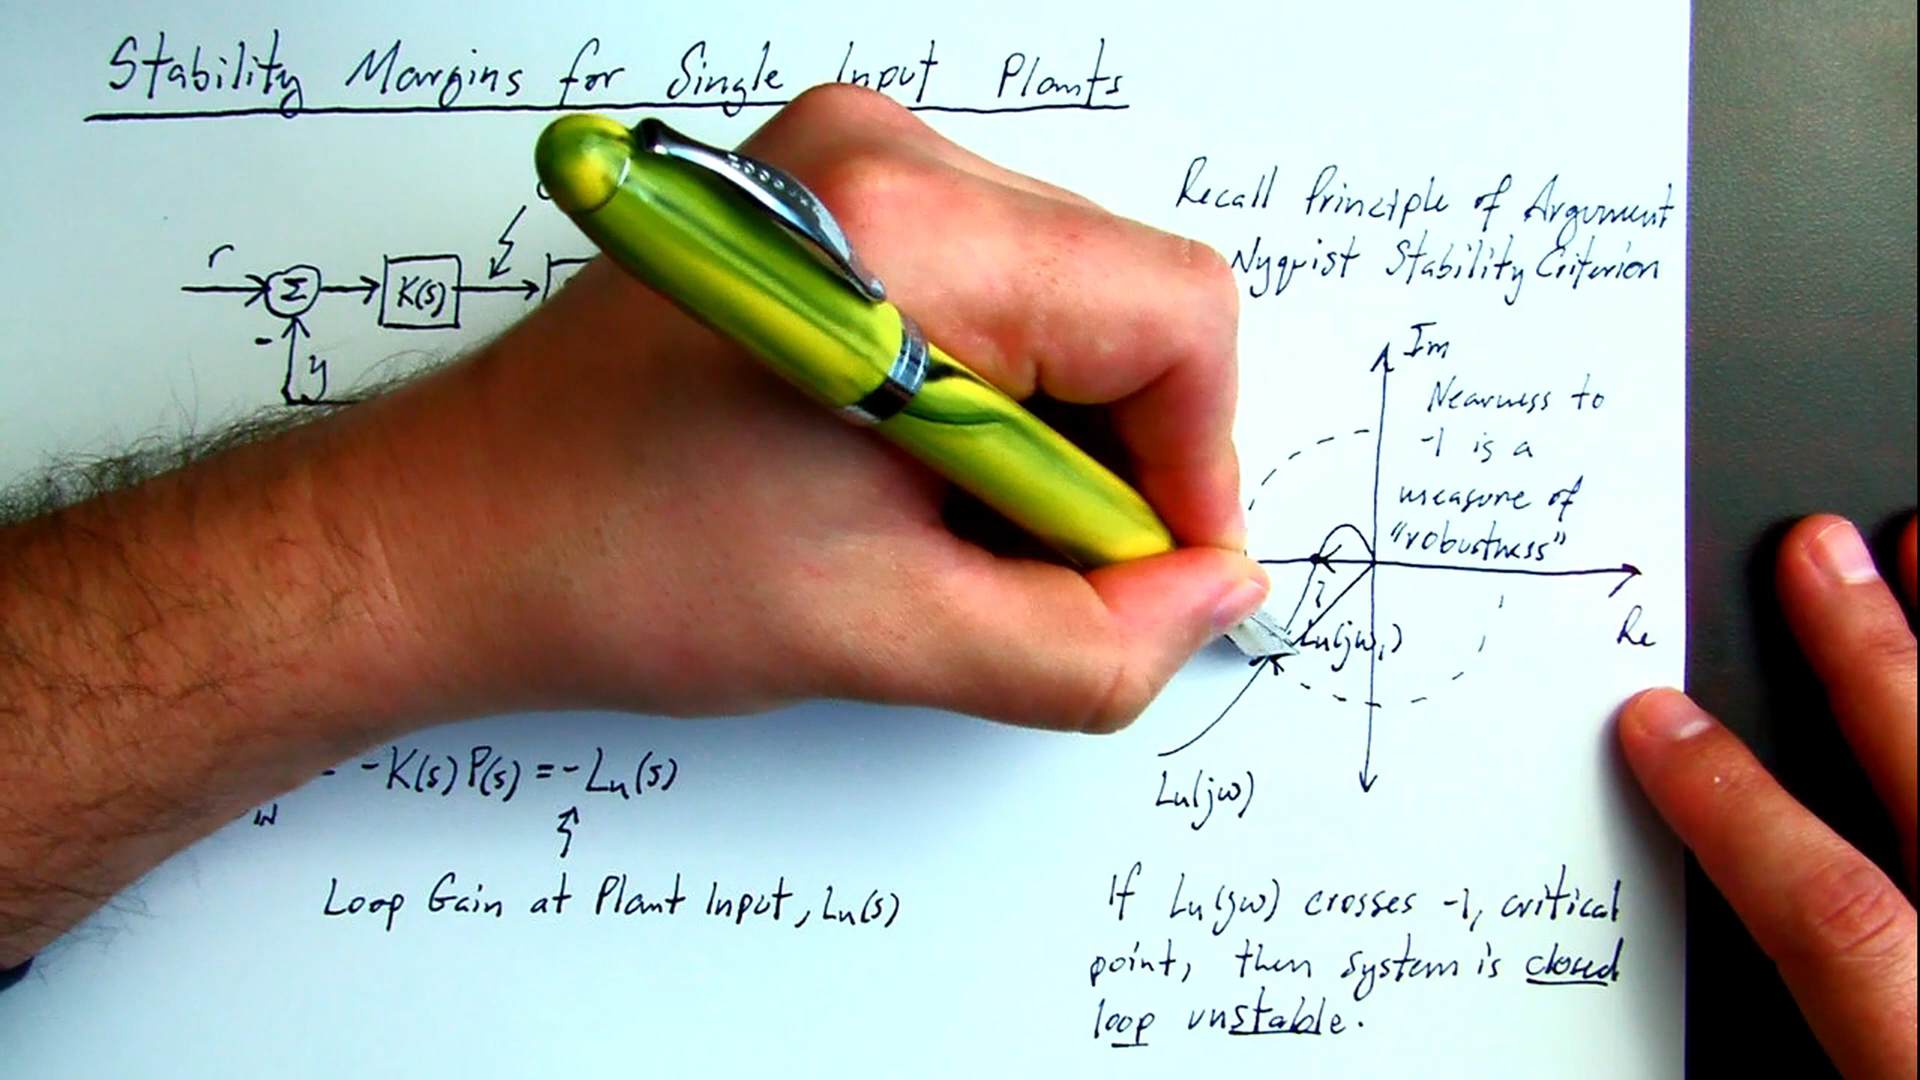 Stability Margins for Single Input Plants
Recall Principle of Argument
Nyquist Stability Criterion
r
Σ
K(s)
-
y
Im
Nearness to
-1 is a
measure of
"robustness"
Re
Lu(jω₁)
Lu(jω)
- K(s) P(s) = - Lu(s)
Loop Gain at Plant Input, Lu(s)
If Lu(jω) crosses -1, critical
point, then system is closed
loop unstable.